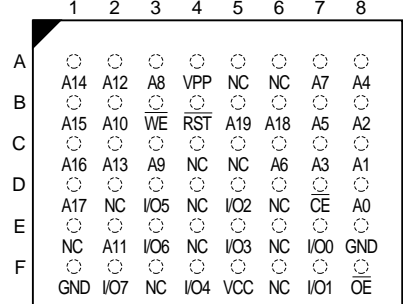 1 2 3 4 5 6 7 8
A
A14 A12 A8 VPP NC NC A7 A4
B
A15 A10 WE RST A19 A18 A5 A2
C
A16 A13 A9 NC NC A6 A3 A1
D
A17 NC I/O5 NC I/O2 NC CE A0
E
NC A11 I/O6 NC I/O3 NC I/O0 GND
F
GND I/O7 NC I/O4 VCC NC I/O1 OE